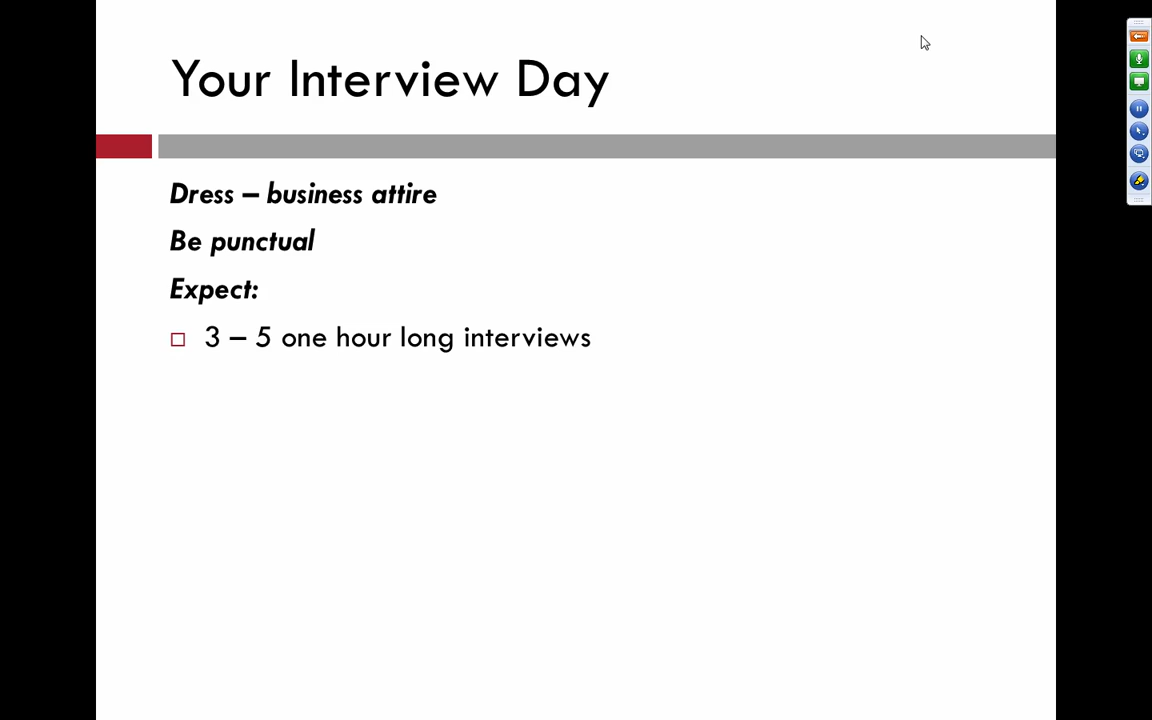 Your Interview Day
Dress – business attire
Be punctual
Expect:
3 – 5 one hour long interviews